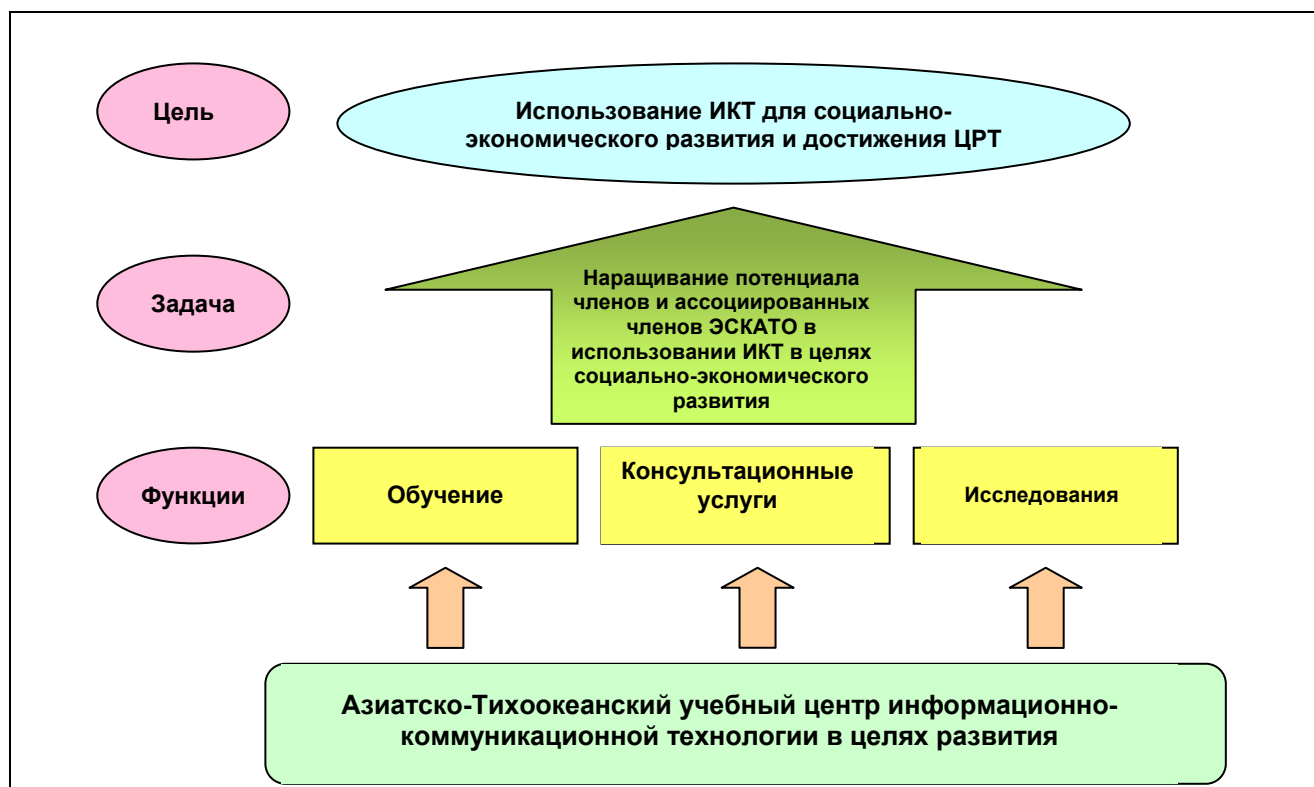 Цель
Использование ИКТ для социально-
экономического развития и достижения ЦРТ
Задача
Наращивание потенциала
членов и ассоциированных
членов ЭСКАТО в
использовании ИКТ в целях
социально-экономического
развития
Функции
Обучение
Консультационные
услуги
Исследования
Азиатско-Тихоокеанский учебный центр информационно-
коммуникационной технологии в целях развития